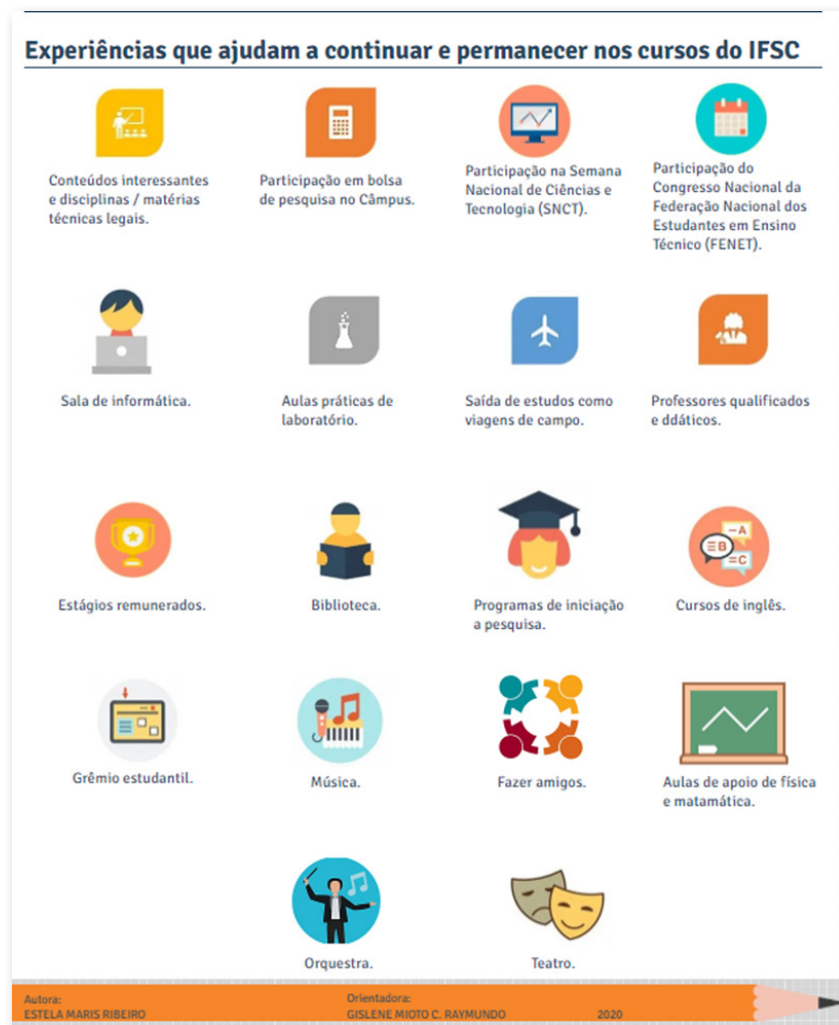 Experiências que ajudam a continuar e permanecer nos cursos do IFSC
Conteúdos interessantes
e disciplinas / matérias
técnicas legais.
Participação em bolsa
de pesquisa no Câmpus.
Participação na Semana
Nacional de Ciências e
Tecnologia (SNCT).
Participação do
Congresso Nacional da
Federação Nacional dos
Estudantes em Ensino
Técnico (FENET).
Sala de informática.
Aulas práticas de
laboratório.
Saída de estudos como
viagens de campo.
Professores qualificados
e ddáticos.
Estágios remunerados.
Biblioteca.
Programas de iniciação
a pesquisa.
A
B
C
Cursos de inglês.
Grêmio estudantil.
Música.
Fazer amigos.
Aulas de apoio de física
e matamática.
Orquestra.
Teatro.
Autora:
ESTELA MARIS RIBEIRO
Orientadora:
GISLENE MIOTO C. RAYMUNDO
2020